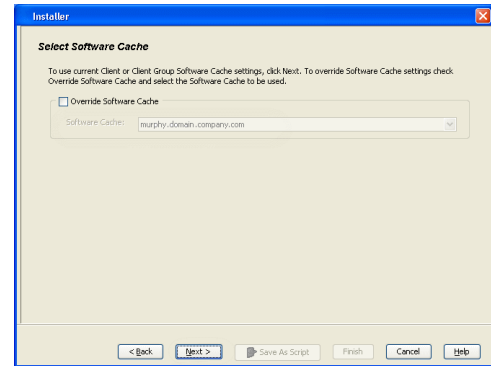 Installer
Select Software Cache
To use current Client or Client Group Software Cache settings, click Next. To override Software Cache settings check
Override Software Cache and select the Software Cache to be used.
Override Software Cache
Software Cache: murphy.domain.company.com
< Back Next > Save As Script Finish Cancel Help